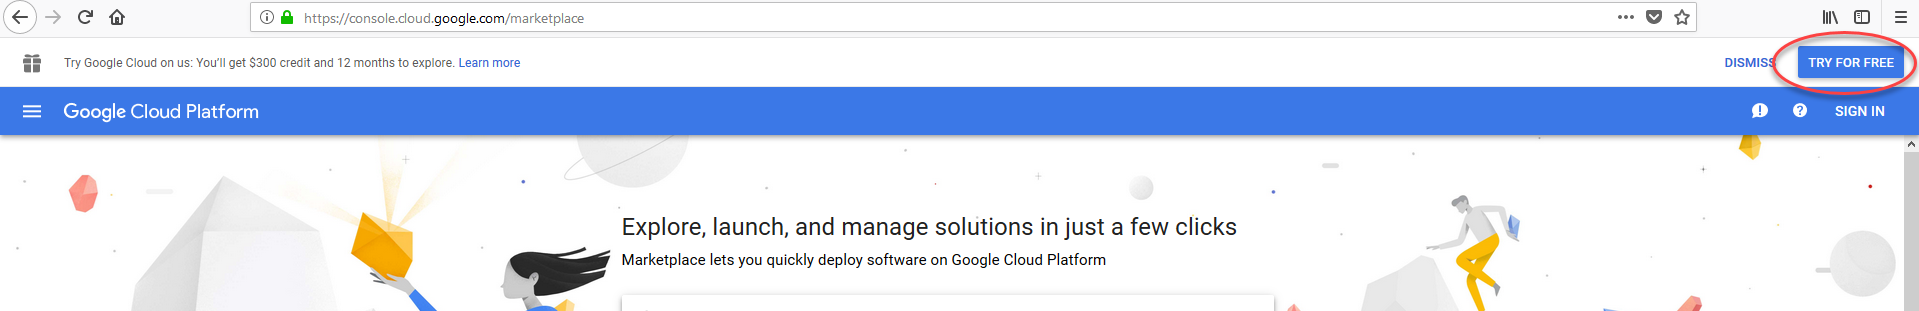 https://console.cloud.google.com/marketplace
Try Google Cloud on us: You'll get $300 credit and 12 months to explore. Learn more
DISMISS
TRY FOR FREE
Google Cloud Platform
SIGN IN
Explore, launch, and manage solutions in just a few clicks
Marketplace lets you quickly deploy software on Google Cloud Platform